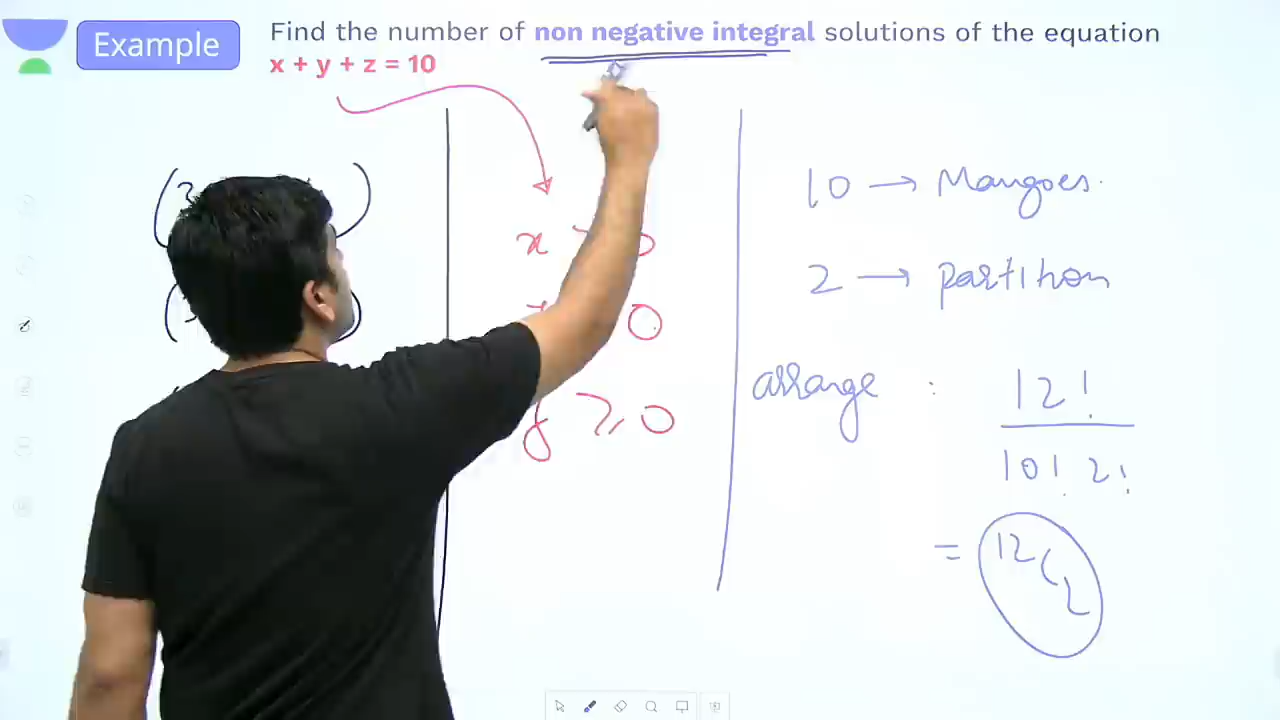 Example
Find the number of non negative integral solutions of the equation
x + y + z = 10
x
0
0
y ≥ 0
10 → Mangoes.
2 → partition
arrange : 12!
10! 2!
= 12C2